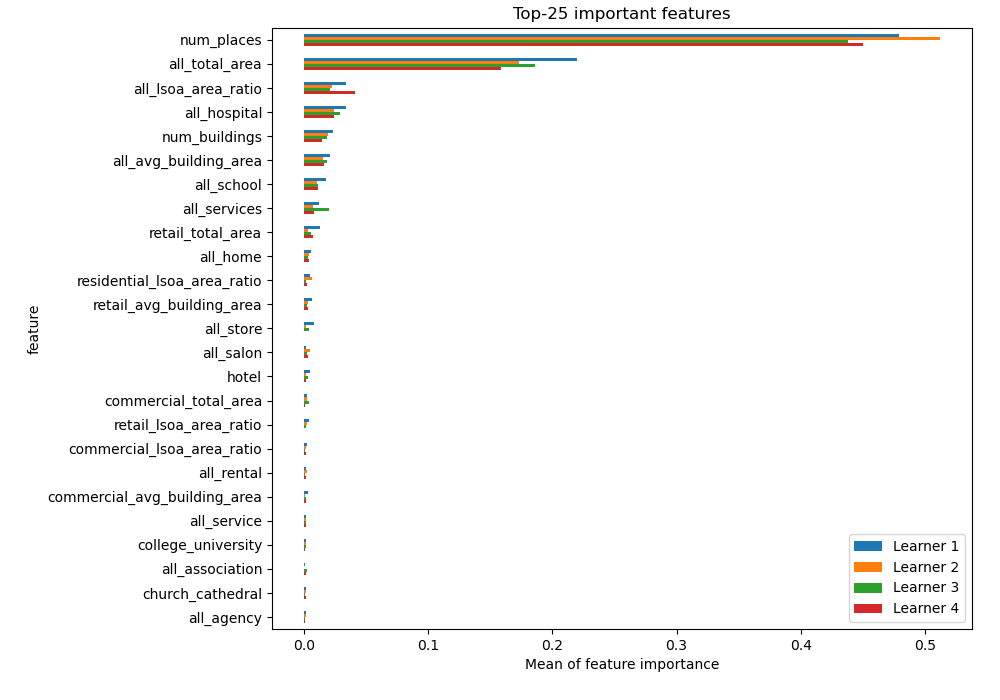 Top-25 important features
num_places
all_total_area
all_lsoa_area_ratio
all_hospital
num_buildings
all_avg_building_area
all_school
all_services
retail_total_area
all_home
residential_lsoa_area_ratio
retail_avg_building_area
all_store
all_salon
hotel
commercial_total_area
retail_lsoa_area_ratio
commercial_lsoa_area_ratio
all_rental
commercial_avg_building_area
all_service
college_university
all_association
church_cathedral
all_agency
feature
Learner 1
Learner 2
Learner 3
Learner 4
0.0 0.1 0.2 0.3 0.4 0.5
Mean of feature importance